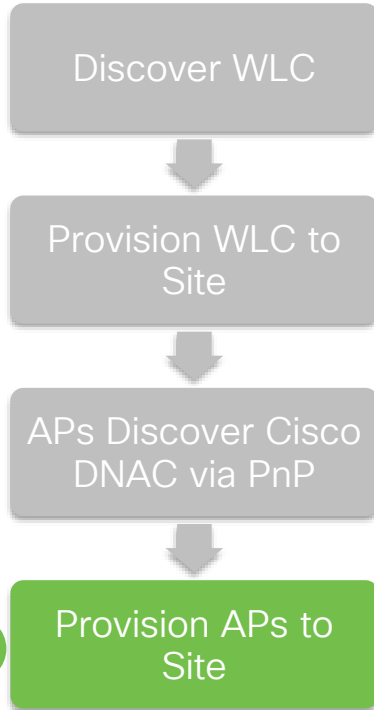 Discover WLC
Provision WLC to
Site
APs Discover Cisco
DNAC via PnP
Provision APs to
Site